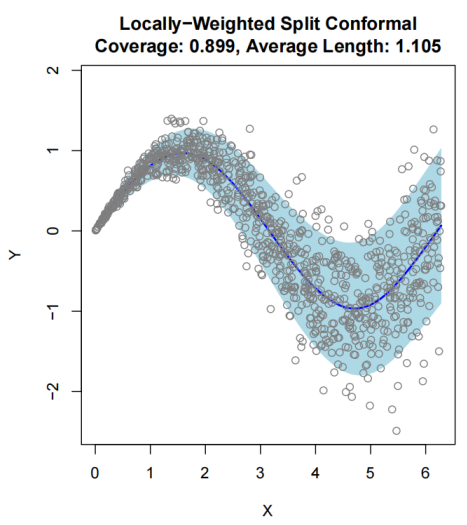 Locally-Weighted Split Conformal
Coverage: 0.899, Average Length: 1.105
2
1
0
-1
-2
Y
0 1 2 3 4 5 6
X